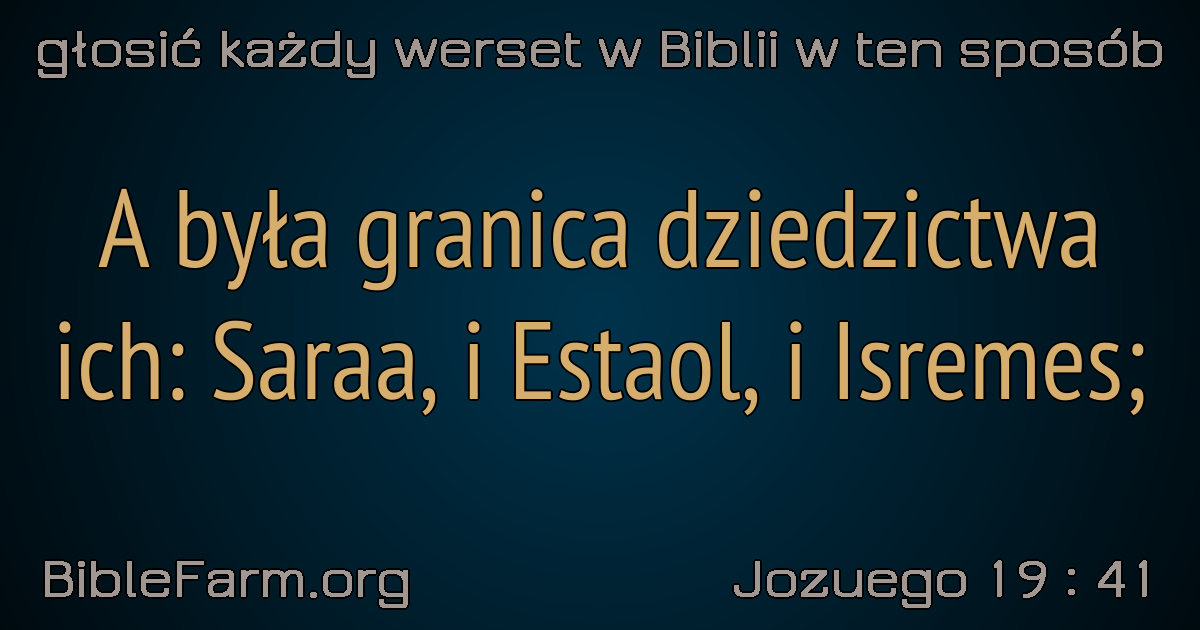 głosić każdy werset w Biblii w ten sposób
A była granica dziedzictwa
ich: Saraa, i Estaol, i Isremes;
BibleFarm.org
Jozuego 19 : 41